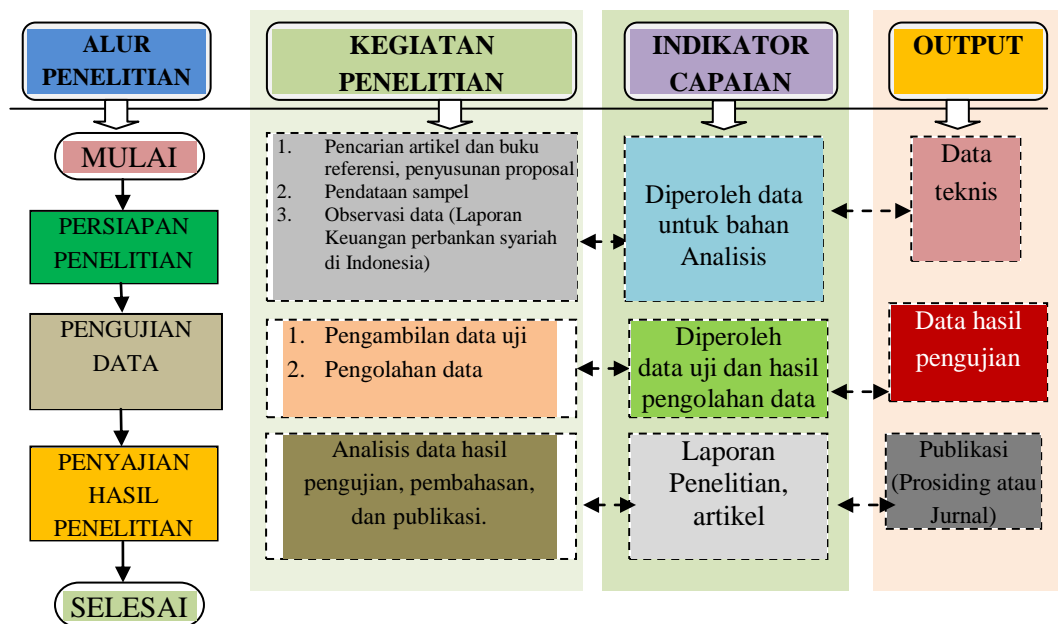 ALUR
PENELITIAN
KEGIATAN
PENELITIAN
INDIKATOR
CAPAIAN
OUTPUT
MULAI
PERSIAPAN
PENELITIAN
PENGUJIAN
DATA
PENYAJIAN
HASIL
PENELITIAN
SELESAI
1. Pencarian artikel dan buku
referensi, penyusunan proposal
2. Pendataan sampel
3. Observasi data (Laporan
Keuangan perbankan syariah
di Indonesia)
1. Pengambilan data uji
2. Pengolahan data
Analisis data hasil
pengujian, pembahasan,
dan publikasi.
Diperoleh data
untuk bahan
Analisis
Diperoleh
data uji dan hasil
pengolahan data
Laporan
Penelitian,
artikel
Data
teknis
Data hasil
pengujian
Publikasi
(Prosiding atau
Jurnal)